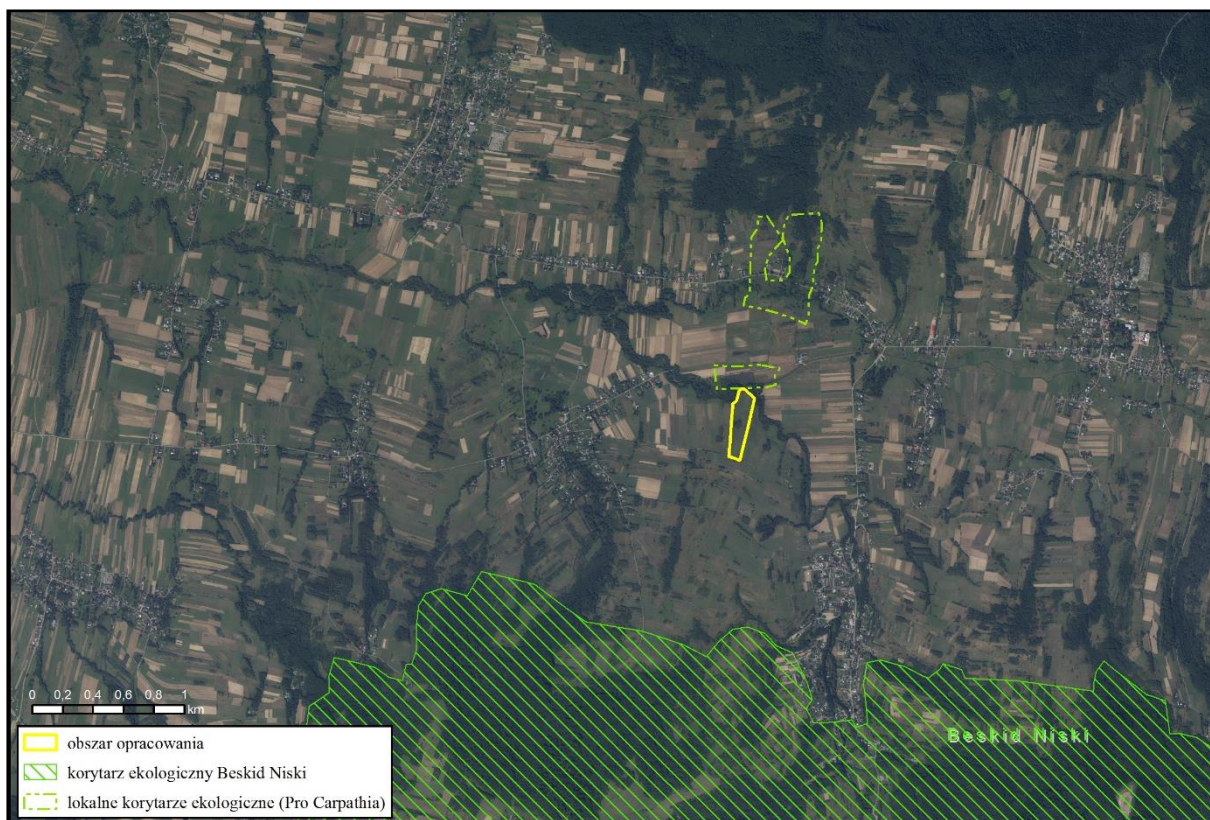 Beskid Niski
0 0,2 0,4 0,6 0,8 1
km
obszar opracowania
korytarz ekologiczny Beskid Niski
lokalne korytarze ekologiczne (Pro Carpathia)